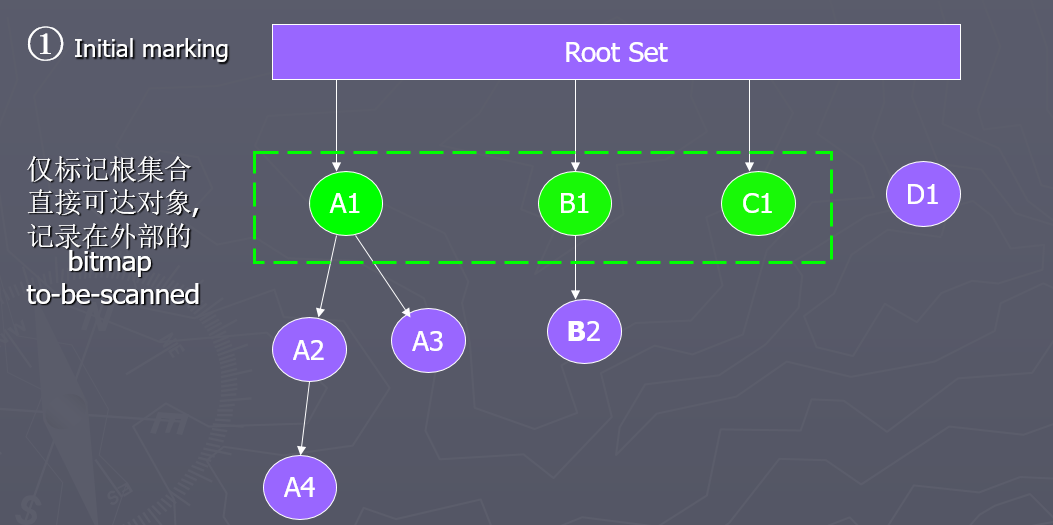 ① Initial marking
Root Set
仅标记根集合
直接可达对象,
记录在外部的
bitmap
to-be-scanned
A1
B1
C1
D1
A2
A3
B2
A4
N
E
SE
S